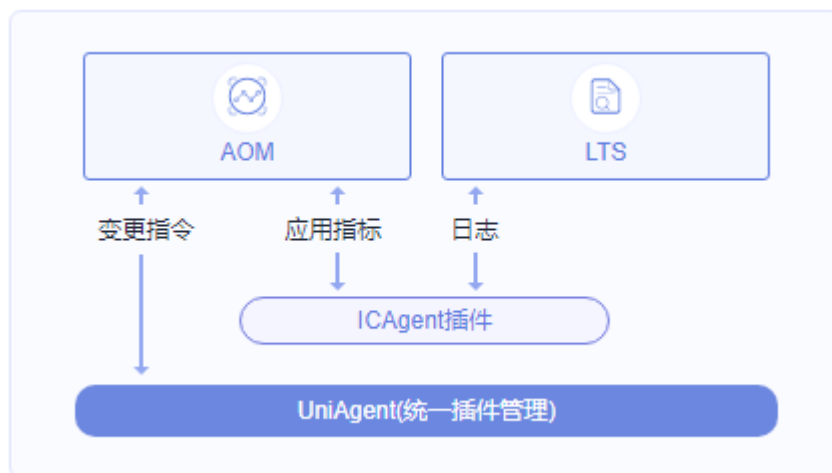 AOM
LTS
变更指令
应用指标
日志
ICAgent插件
UniAgent(统一插件管理)